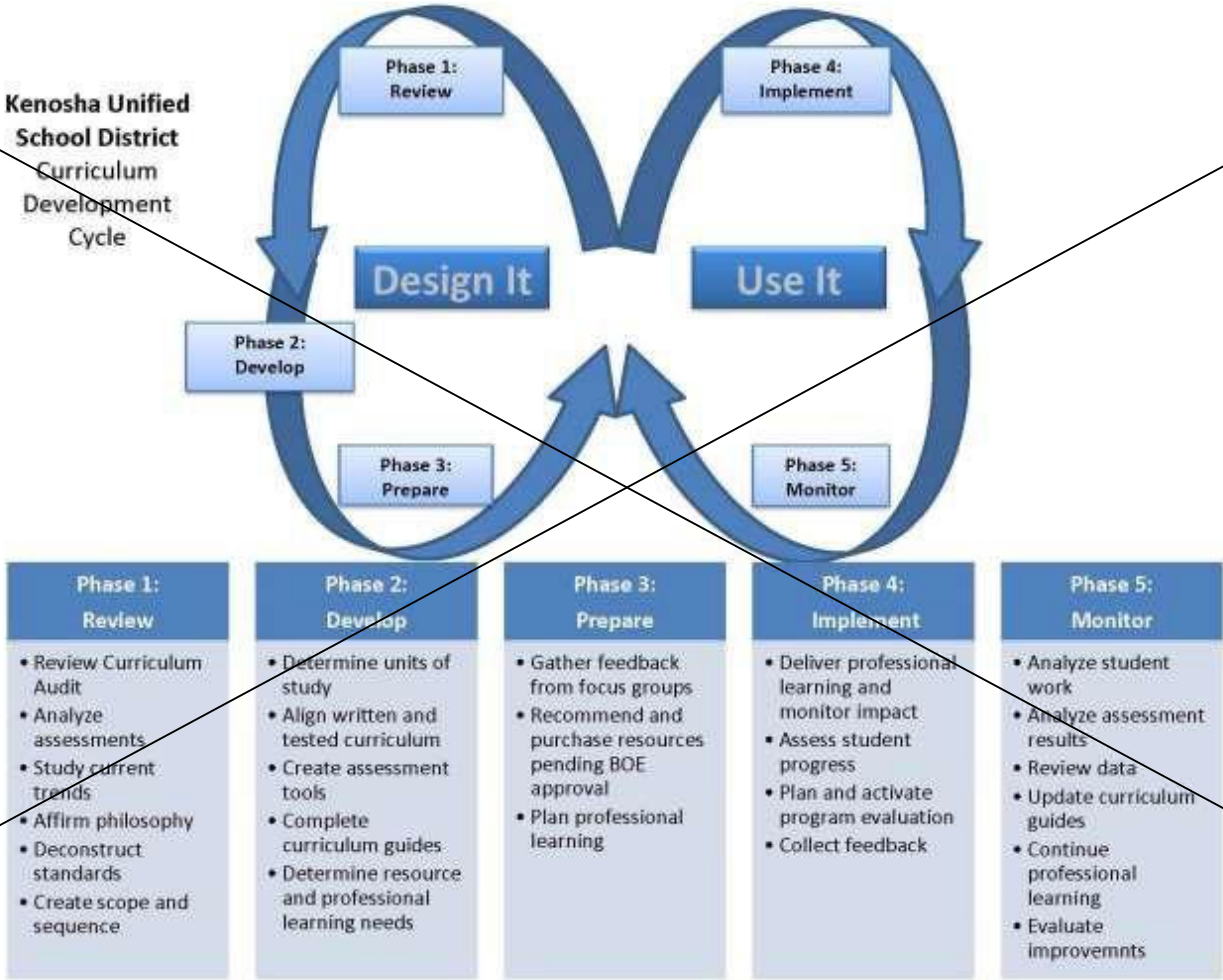 Kenosha Unified
School District
Curriculum
Development
Cycle
Phase 1:
Review
Phase 4:
Implement
Design It
Use It
Phase 2:
Develop
Phase 3:
Prepare
Phase 5:
Monitor
Phase 1:
Review
• Review Curriculum
Audit
• Analyze
assessments
• Study current
trends
• Affirm philosophy
• Deconstruct
standards
• Create scope and
sequence
Phase 2:
Develop
• Determine units of
study
• Align written and
tested curriculum
• Create assessment
tools
• Complete
curriculum guides
• Determine resource
and professional
learning needs
Phase 3:
Prepare
• Gather feedback
from focus groups
• Recommend and
purchase resources
pending BOE
approval
• Plan professional
learning
Phase 4:
Implement
• Deliver professional
learning and
monitor impact
• Assess student
progress
• Plan and activate
program evaluation
• Collect feedback
Phase 5:
Monitor
• Analyze student
work
• Analyze assessment
results
• Review data
• Update curriculum
guides
• Continue
professional
learning
• Evaluate
improvemnts